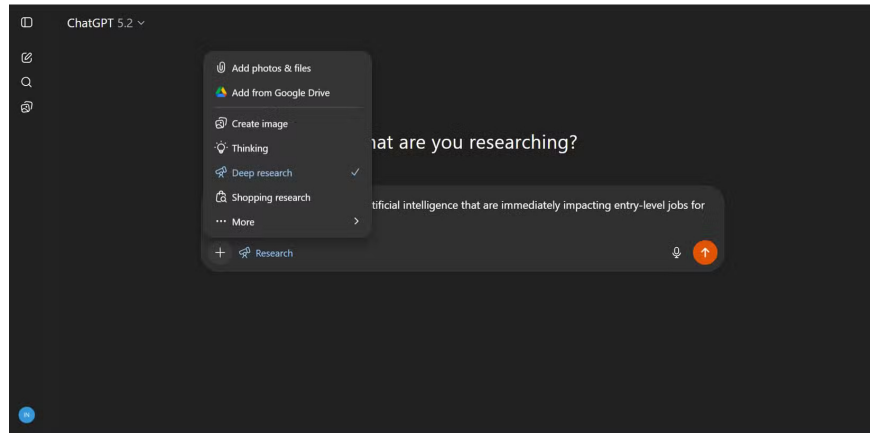 ChatGPT 5.2
Add photos & files
Add from Google Drive
Create image
Thinking
Deep research
Shopping research
More
hat are you researching?
tificial intelligence that are immediately impacting entry-level jobs for
Research
IN